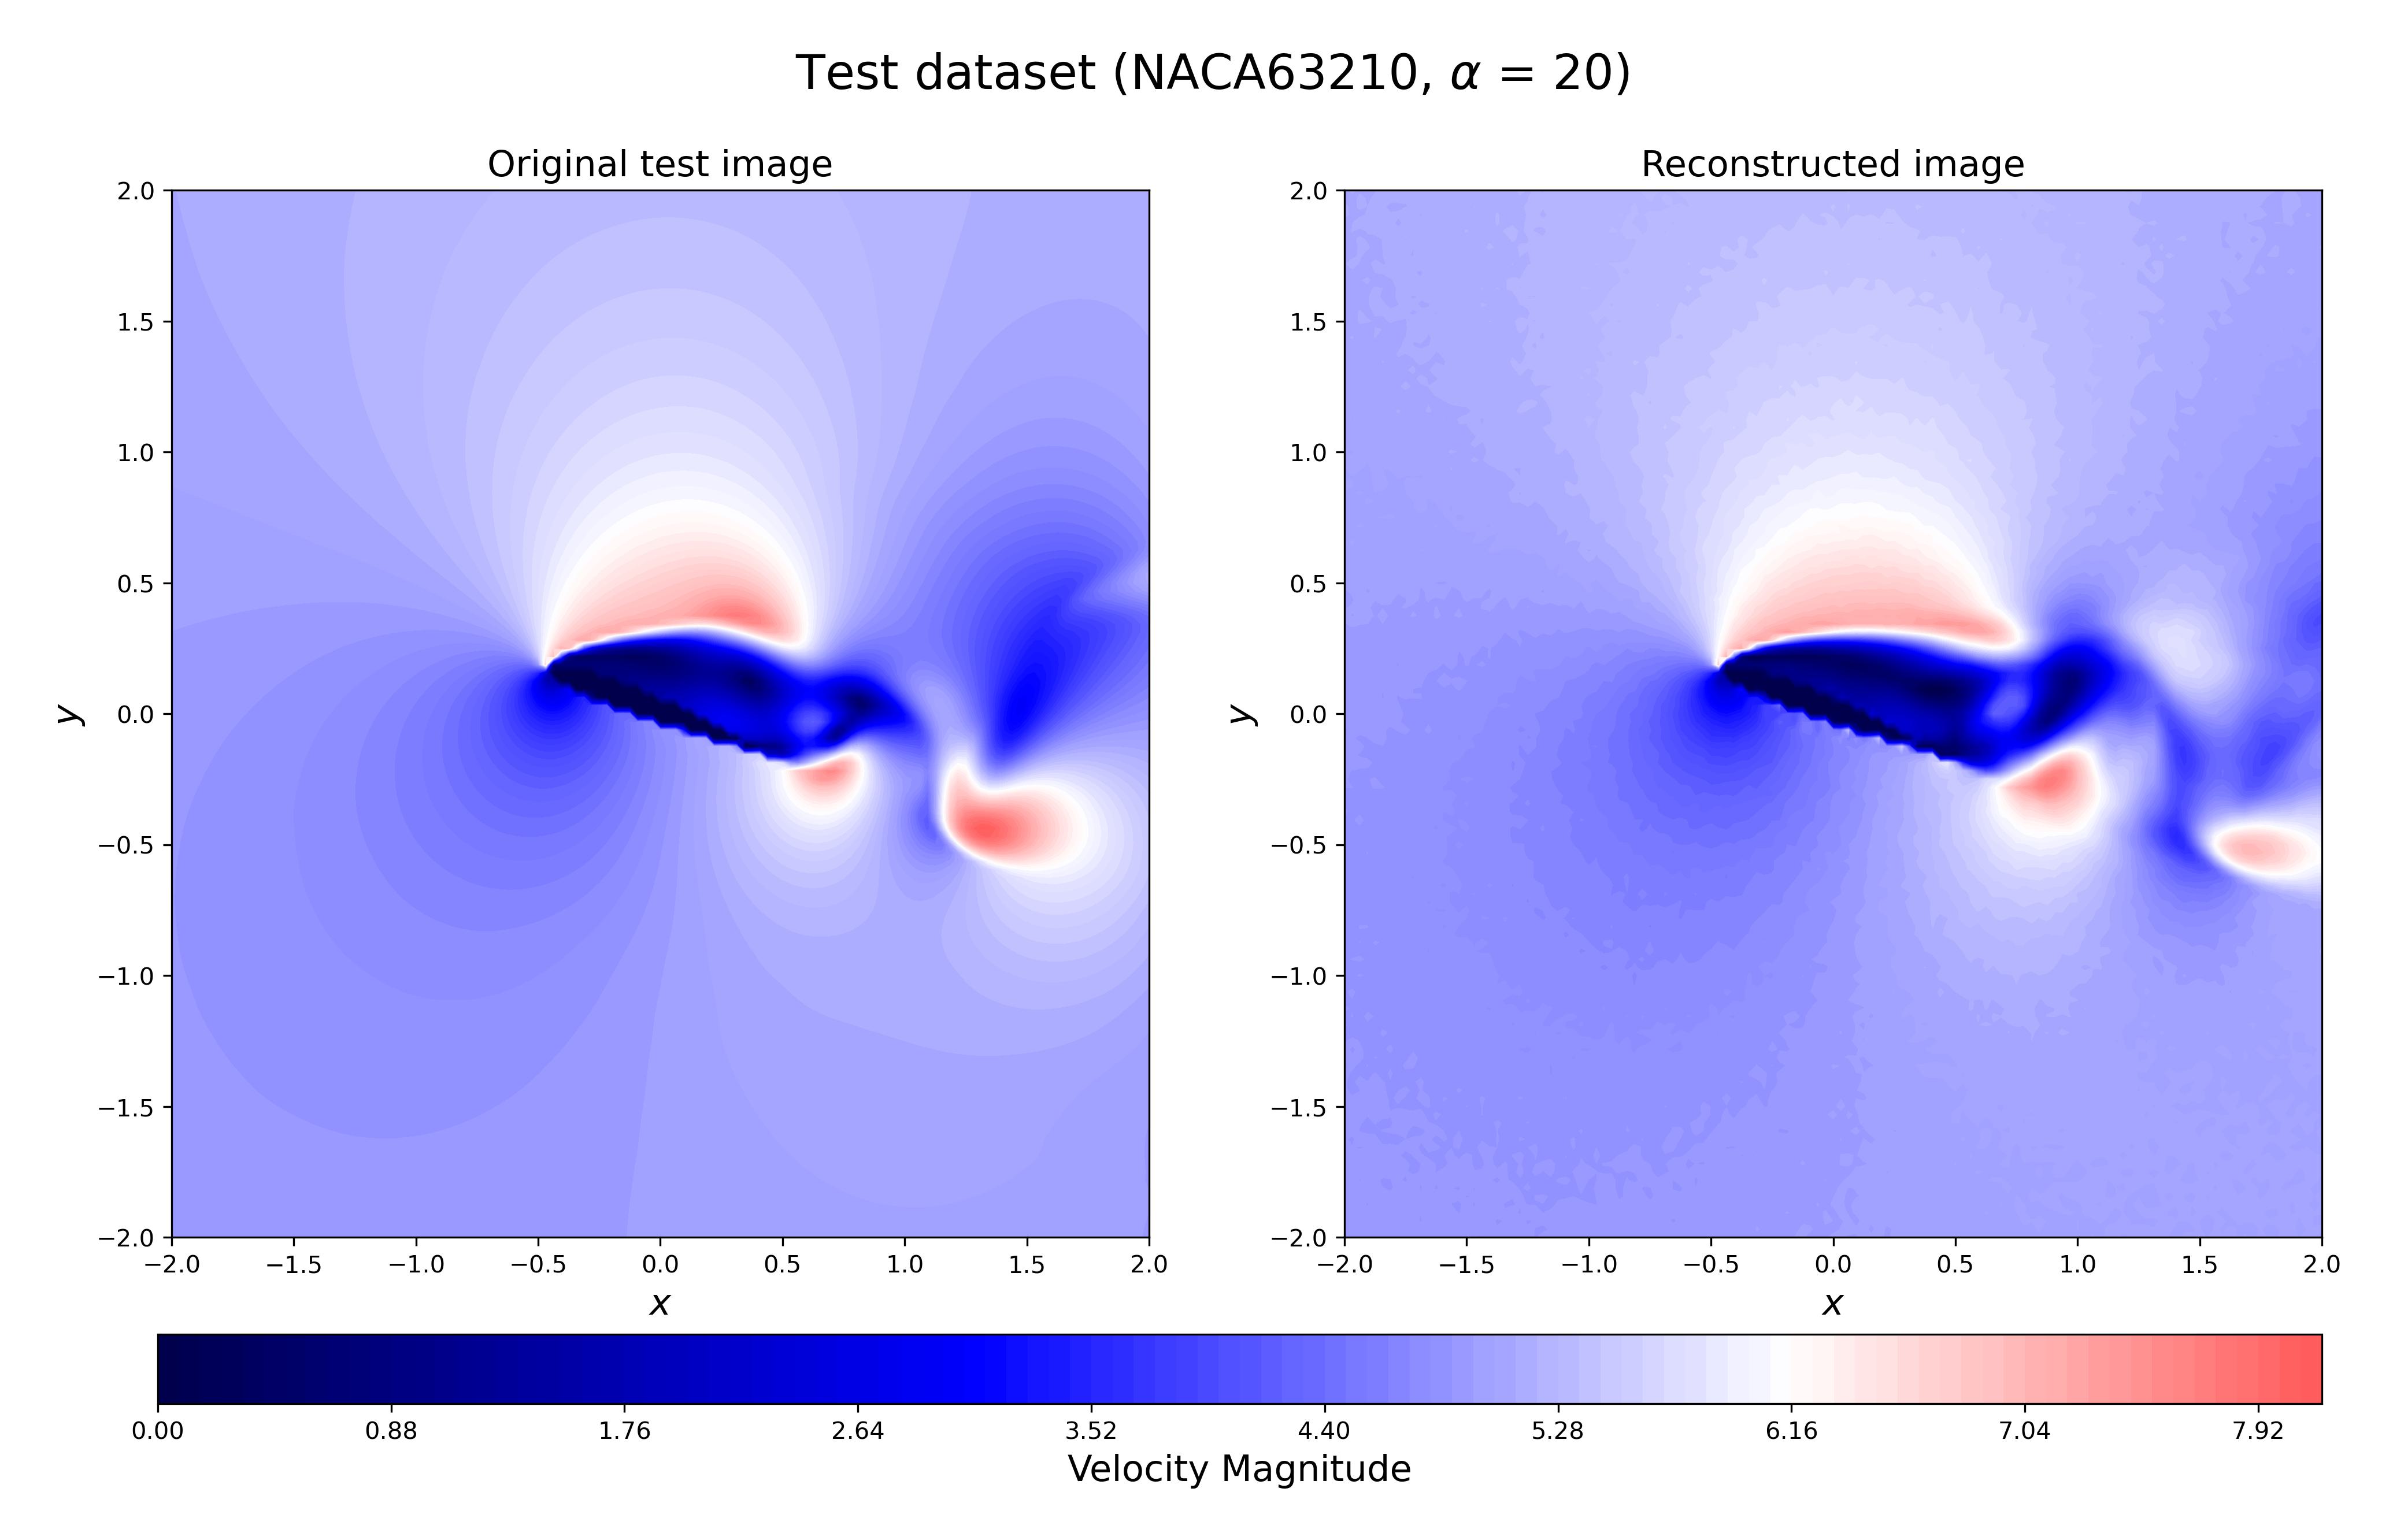 Test dataset (NACA63210, α = 20)
Original test image
Reconstructed image
2.0
1.5
1.0
0.5
0.0
−0.5
−1.0
−1.5
−2.0
y
2.0
1.5
1.0
0.5
0.0
−0.5
−1.0
−1.5
−2.0
y
−2.0 −1.5 −1.0 −0.5 0.0 0.5 1.0 1.5 2.0
x
−2.0 −1.5 −1.0 −0.5 0.0 0.5 1.0 1.5 2.0
x
0.00 0.88 1.76 2.64 3.52 4.40 5.28 6.16 7.04 7.92
Velocity Magnitude